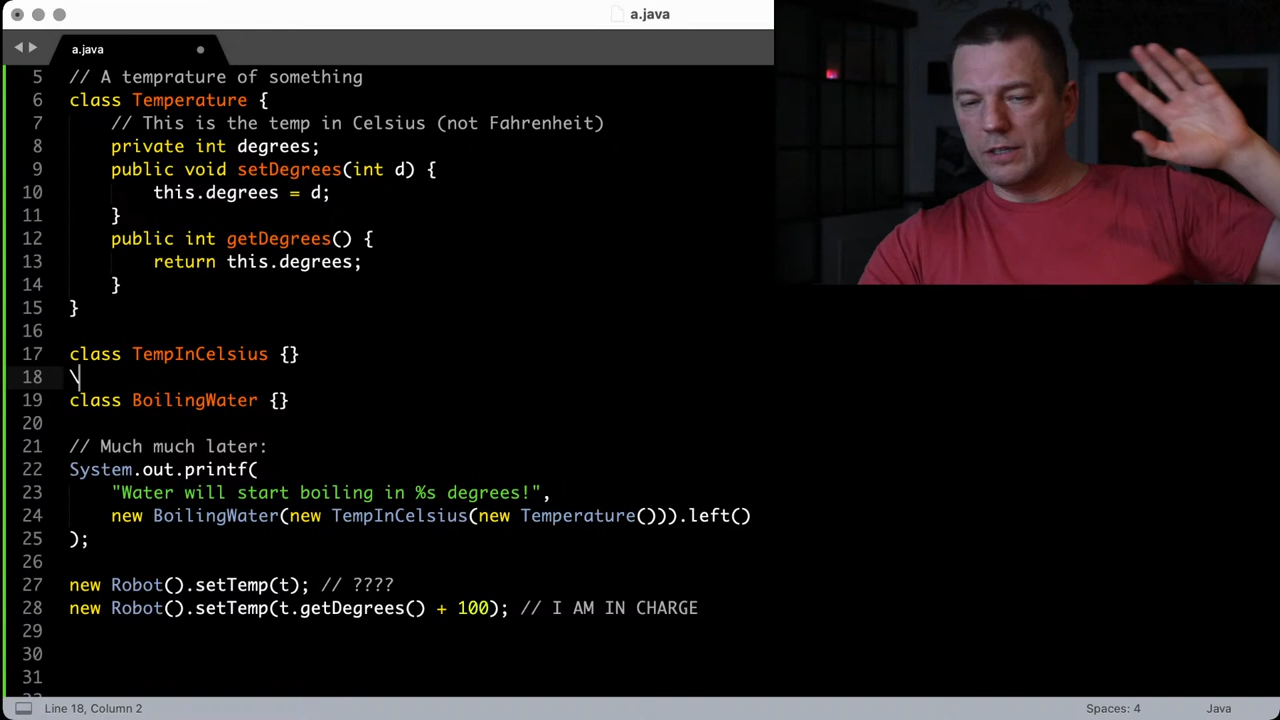 a.java
a.java
5 // A temprature of something
6 class Temperature {
7 // This is the temp in Celsius (not Fahrenheit)
8 private int degrees;
9 public void setDegrees(int d) {
10 this.degrees = d;
11 }
12 public int getDegrees() {
13 return this.degrees;
14 }
15 }
16
17 class TempInCelsius {}
18 \
19 class BoilingWater {}
20
21 // Much much later:
22 System.out.printf(
23 "Water will start boiling in %s degrees!",
24 new BoilingWater(new TempInCelsius(new Temperature())).left()
25 );
26
27 new Robot().setTemp(t); // ????
28 new Robot().setTemp(t.getDegrees() + 100); // I AM IN CHARGE
29
30
31
Line 18, Column 2
Spaces: 4
Java